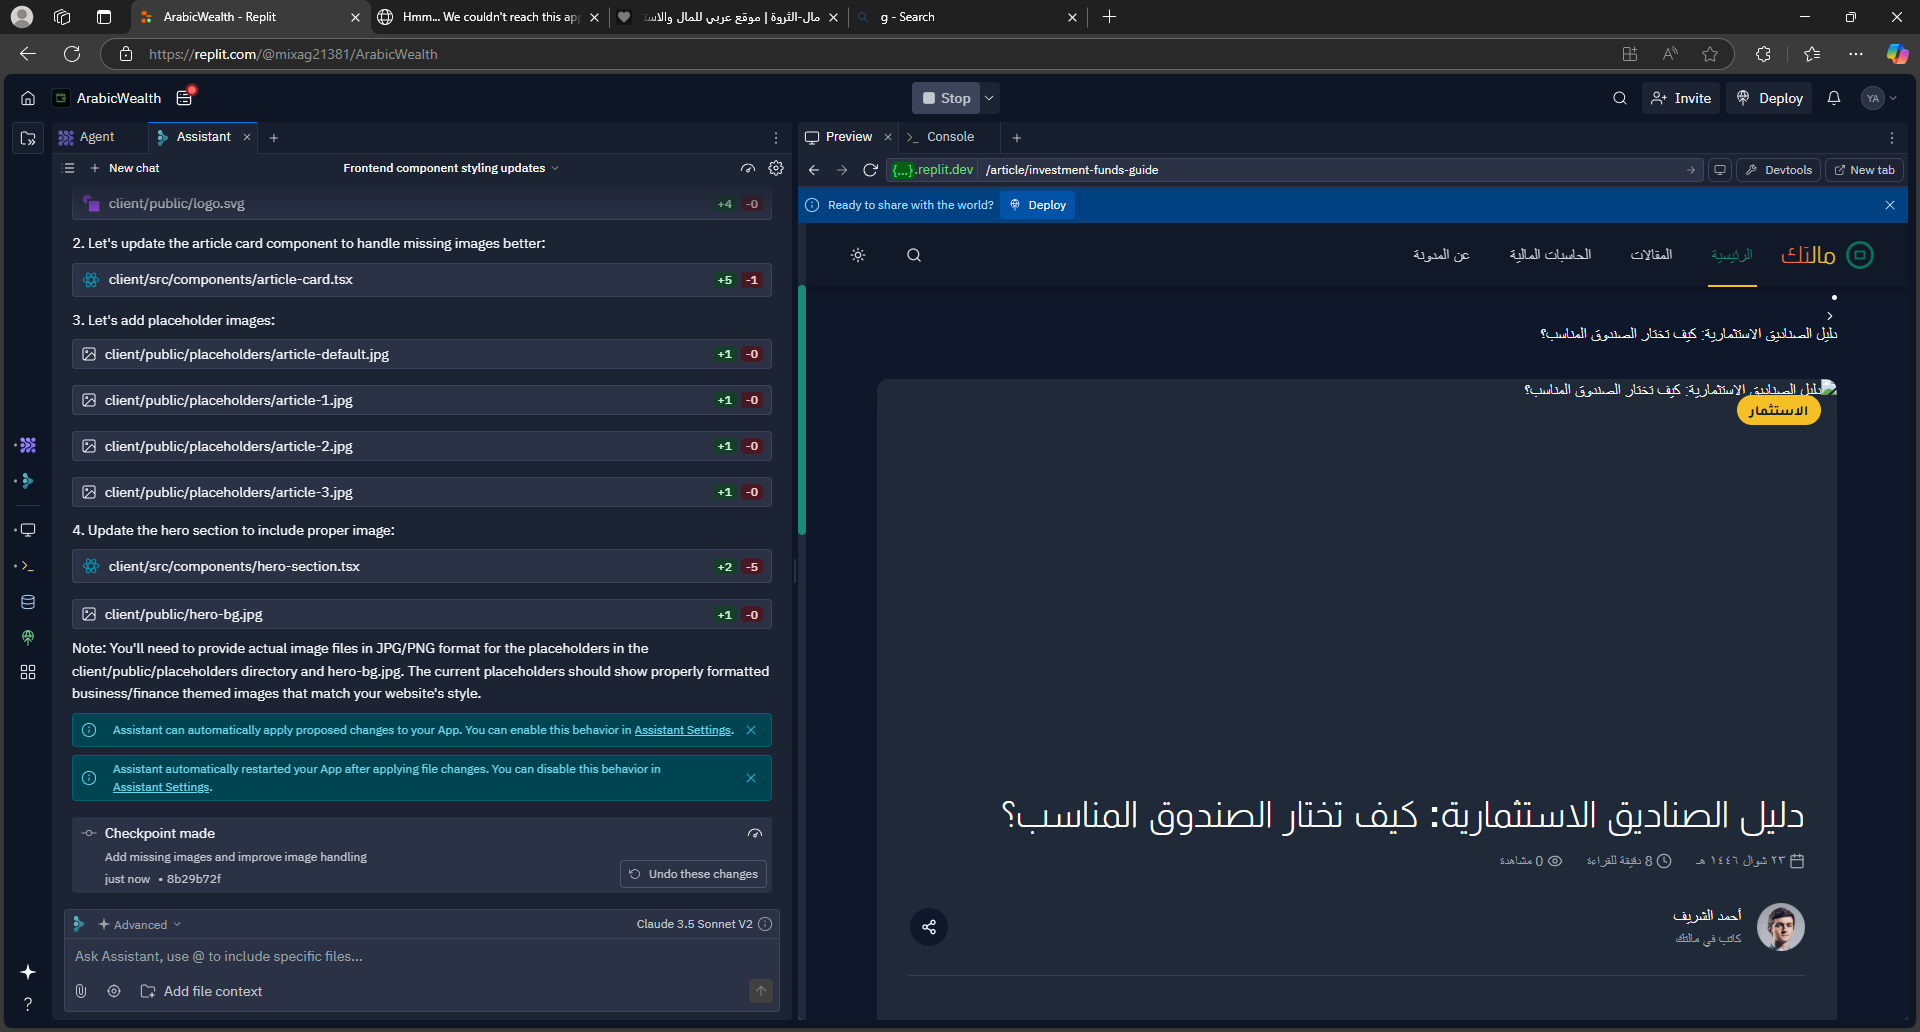 ArabicWealth - Replit
Hmm... We couldn't reach this ap
مال-الثروة | موقع عربي للمال والاست
g - Search
https://replit.com/@mixag21381/ArabicWealth
ArabicWealth
Stop
Invite
Deploy
YA
Agent
Assistant
New chat
Frontend component styling updates
client/public/logo.svg
+4 -0
2. Let's update the article card component to handle missing images better:
client/src/components/article-card.tsx
+5 -1
3. Let's add placeholder images:
client/public/placeholders/article-default.jpg
+1 -0
client/public/placeholders/article-1.jpg
+1 -0
client/public/placeholders/article-2.jpg
+1 -0
client/public/placeholders/article-3.jpg
+1 -0
4. Update the hero section to include proper image:
client/src/components/hero-section.tsx
+2 -5
client/public/hero-bg.jpg
+1 -0
Note: You'll need to provide actual image files in JPG/PNG format for the placeholders in the
client/public/placeholders directory and hero-bg.jpg. The current placeholders should show properly formatted
business/finance themed images that match your website's style.
Assistant can automatically apply proposed changes to your App. You can enable this behavior in Assistant Settings.
Assistant automatically restarted your App after applying file changes. You can disable this behavior in
Assistant Settings.
Checkpoint made
Add missing images and improve image handling
just now • 8b29b72f
Undo these changes
Advanced
Claude 3.5 Sonnet V2
Ask Assistant, use @ to include specific files...
Add file context
Preview
Console
{...}.replit.dev
/article/investment-funds-guide
Devtools
New tab
Ready to share with the world?
Deploy
مالتك
الرئيسية
المقالات
الحاسبات المالية
عن المدونة
دليل الصناديق الاستثمارية: كيف تختار الصندوق المناسب؟
دليل الصناديق الاستثمارية: كيف تختار الصندوق المناسب؟
الاستثمار
دليل الصناديق الاستثمارية: كيف تختار الصندوق المناسب؟
٢٣ شوال ١٤٤٦ هـ
8 دقيقة للقراءة
0 مشاهدة
أحمد الشريف
كاتب في مالتك